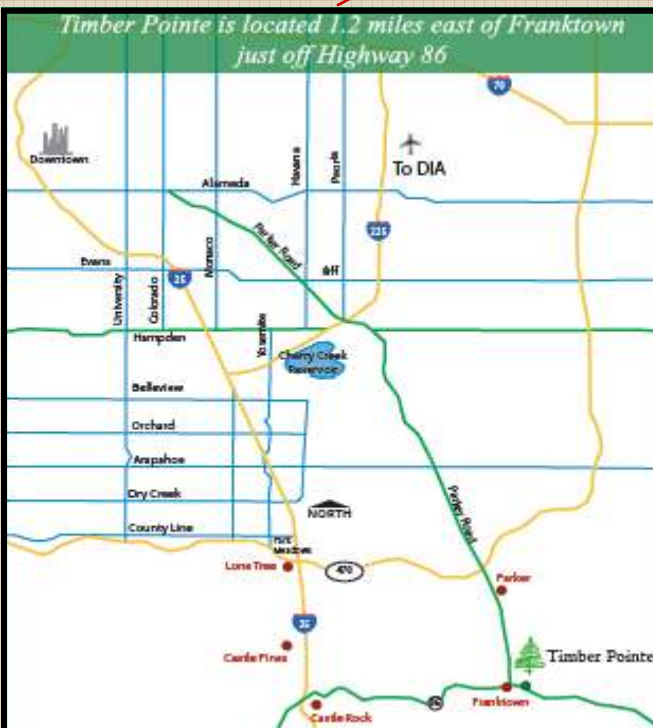 Timber Pointe is located 1.2 miles east of Franktown
just off Highway 86
70
Downtown
Havana
Peoria
To DIA
Alameda
225
Parker Road
Evans
Iliff
Monaco
25
University
Colorado
Yosemite
Hampden
Cherry Creek
Reservoir
Belleview
Orchard
Arapahoe
Dry Creek
NORTH
Parker Road
County Line
Park
Meadows
Lone Tree
470
Parker
25
Castle Pines
Timber Pointe
Franktown
86
Castle Rock